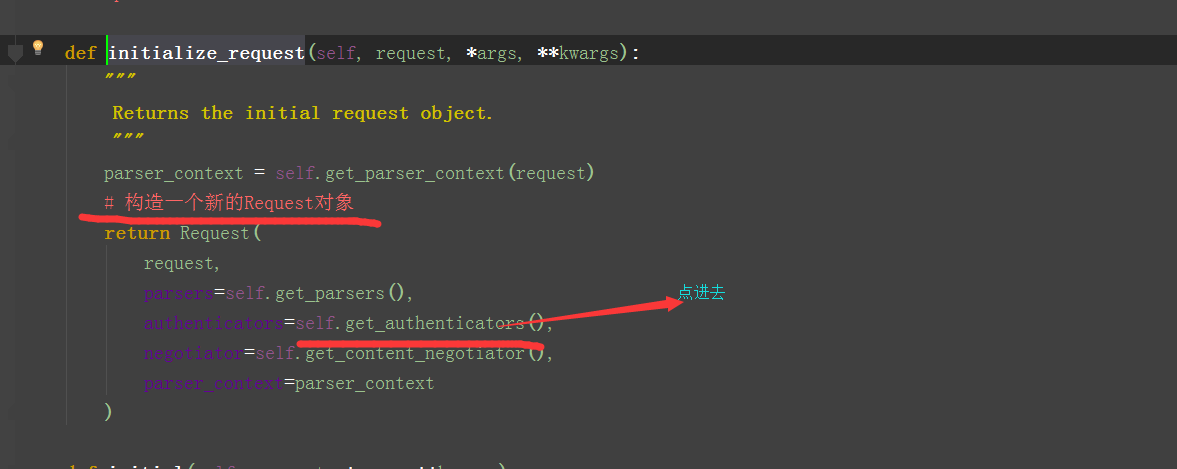 def initialize_request(self, request, *args, **kwargs):
"""
Returns the initial request object.
"""
parser_context = self.get_parser_context(request)
# 构造一个新的Request对象
return Request(
request,
parsers=self.get_parsers(),
点进去
authenticators=self.get_authenticators(),
negotiator=self.get_content_negotiator(),
parser_context=parser_context
)